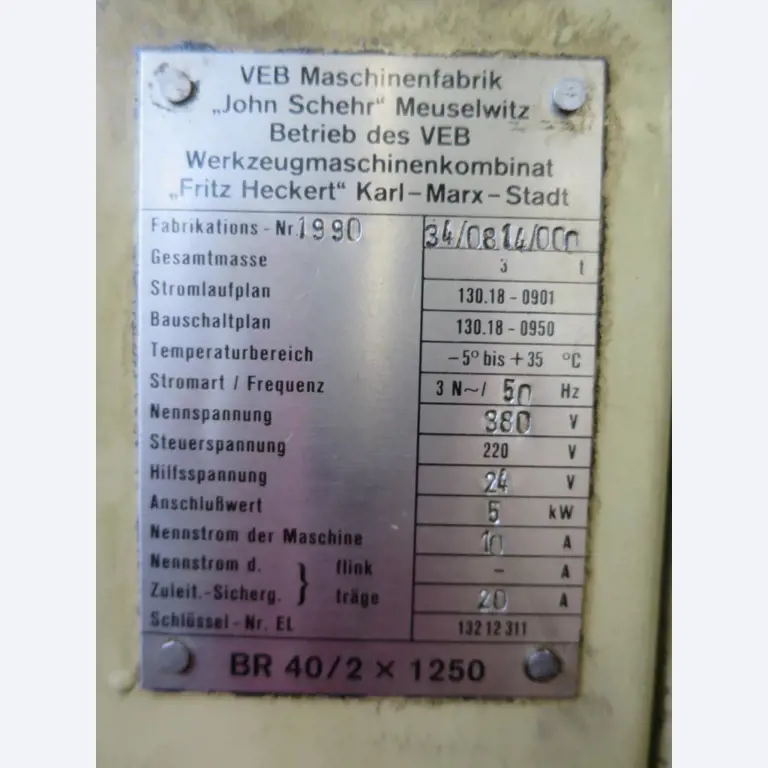 VEB Maschinenfabrik
„John Schehr“ Meuselwitz
Betrieb des VEB
Werkzeugmaschinenkombinat
„Fritz Heckert“ Karl-Marx-Stadt
Fabrikations-Nr. 1990 34/0814/000
Gesamtmasse 3 t
Stromlaufplan 130.18-0901
Bauschaltplan 130.18-0950
Temperaturbereich -5° bis +35 °C
Stromart / Frequenz 3 N~/ 50 Hz
Nennspannung 380 V
Steuerspannung 220 V
Hilfsspannung 24 V
Anschlußwert 5 kW
Nennstrom der Maschine 10 A
Nennstrom d. } flink - A
Zuleit.-Sicherg. } träge 20 A
Schlüssel-Nr. EL 132 12 311
BR 40/2 x 1250